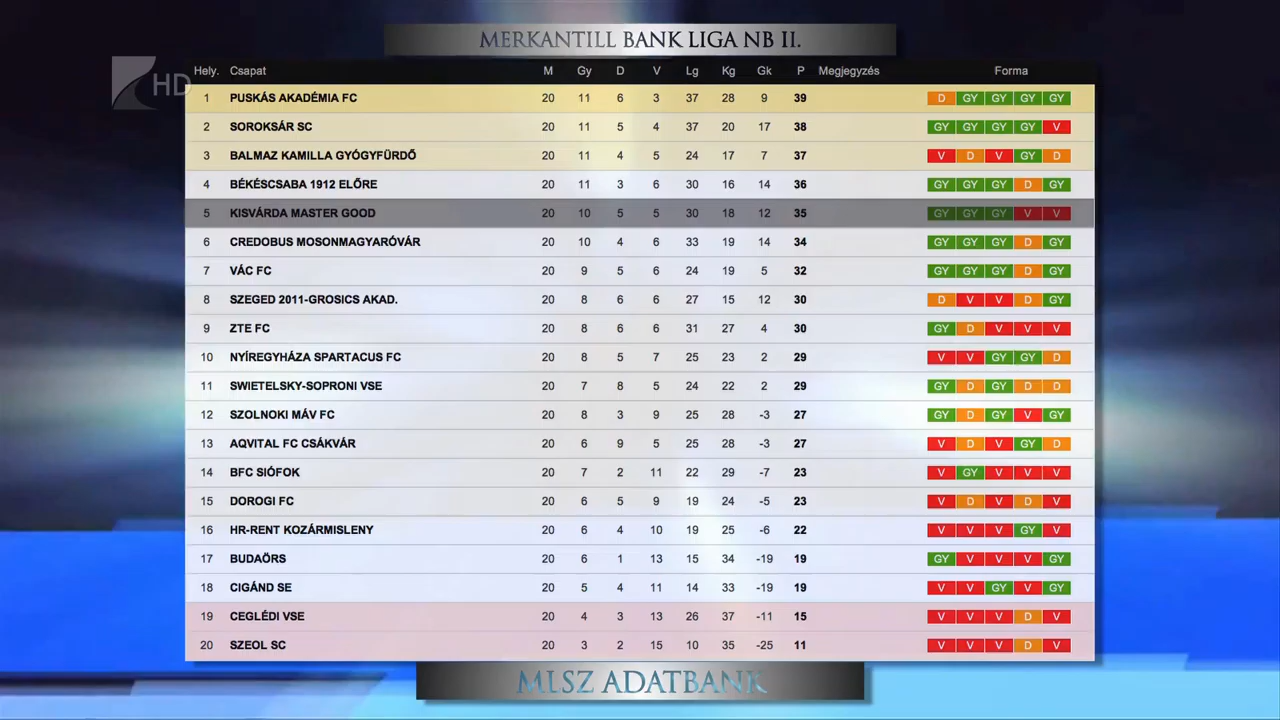 MERKANTILL BANK LIGA NB II.
HD
Hely. Csapat M Gy D V Lg Kg Gk P Megjegyzés Forma
1 PUSKÁS AKADÉMIA FC 20 11 6 3 37 28 9 39 D GY GY GY GY
2 SOROKSÁR SC 20 11 5 4 37 20 17 38 GY GY GY GY V
3 BALMAZ KAMILLA GYÓGYFÜRDŐ 20 11 4 5 24 17 7 37 V D V GY D
4 BÉKÉSCSABA 1912 ELŐRE 20 11 3 6 30 16 14 36 GY GY GY D GY
5 KISVÁRDA MASTER GOOD 20 10 5 5 30 18 12 35 GY GY GY V V
6 CREDOBUS MOSONMAGYARÓVÁR 20 10 4 6 33 19 14 34 GY GY GY D GY
7 VÁC FC 20 9 5 6 24 19 5 32 GY GY GY D GY
8 SZEGED 2011-GROSICS AKAD. 20 8 6 6 27 15 12 30 D V V D GY
9 ZTE FC 20 8 6 6 31 27 4 30 GY D V V V
10 NYÍREGYHÁZA SPARTACUS FC 20 8 5 7 25 23 2 29 V V GY GY D
11 SWIETELSKY-SOPRONI VSE 20 7 8 5 24 22 2 29 GY D GY D D
12 SZOLNOKI MÁV FC 20 8 3 9 25 28 -3 27 GY D GY V GY
13 AQVITAL FC CSÁKVÁR 20 6 9 5 25 28 -3 27 V D V GY D
14 BFC SIÓFOK 20 7 2 11 22 29 -7 23 V GY V V V
15 DOROGI FC 20 6 5 9 19 24 -5 23 V D V D V
16 HR-RENT KOZÁRMISLENY 20 6 4 10 19 25 -6 22 V V V GY V
17 BUDAÖRS 20 6 1 13 15 34 -19 19 GY V V V GY
18 CIGÁND SE 20 5 4 11 14 33 -19 19 V V GY V GY
19 CEGLÉDI VSE 20 4 3 13 26 37 -11 15 V V V D V
20 SZEOL SC 20 3 2 15 10 35 -25 11 V V V D V
MLSZ ADATBANK